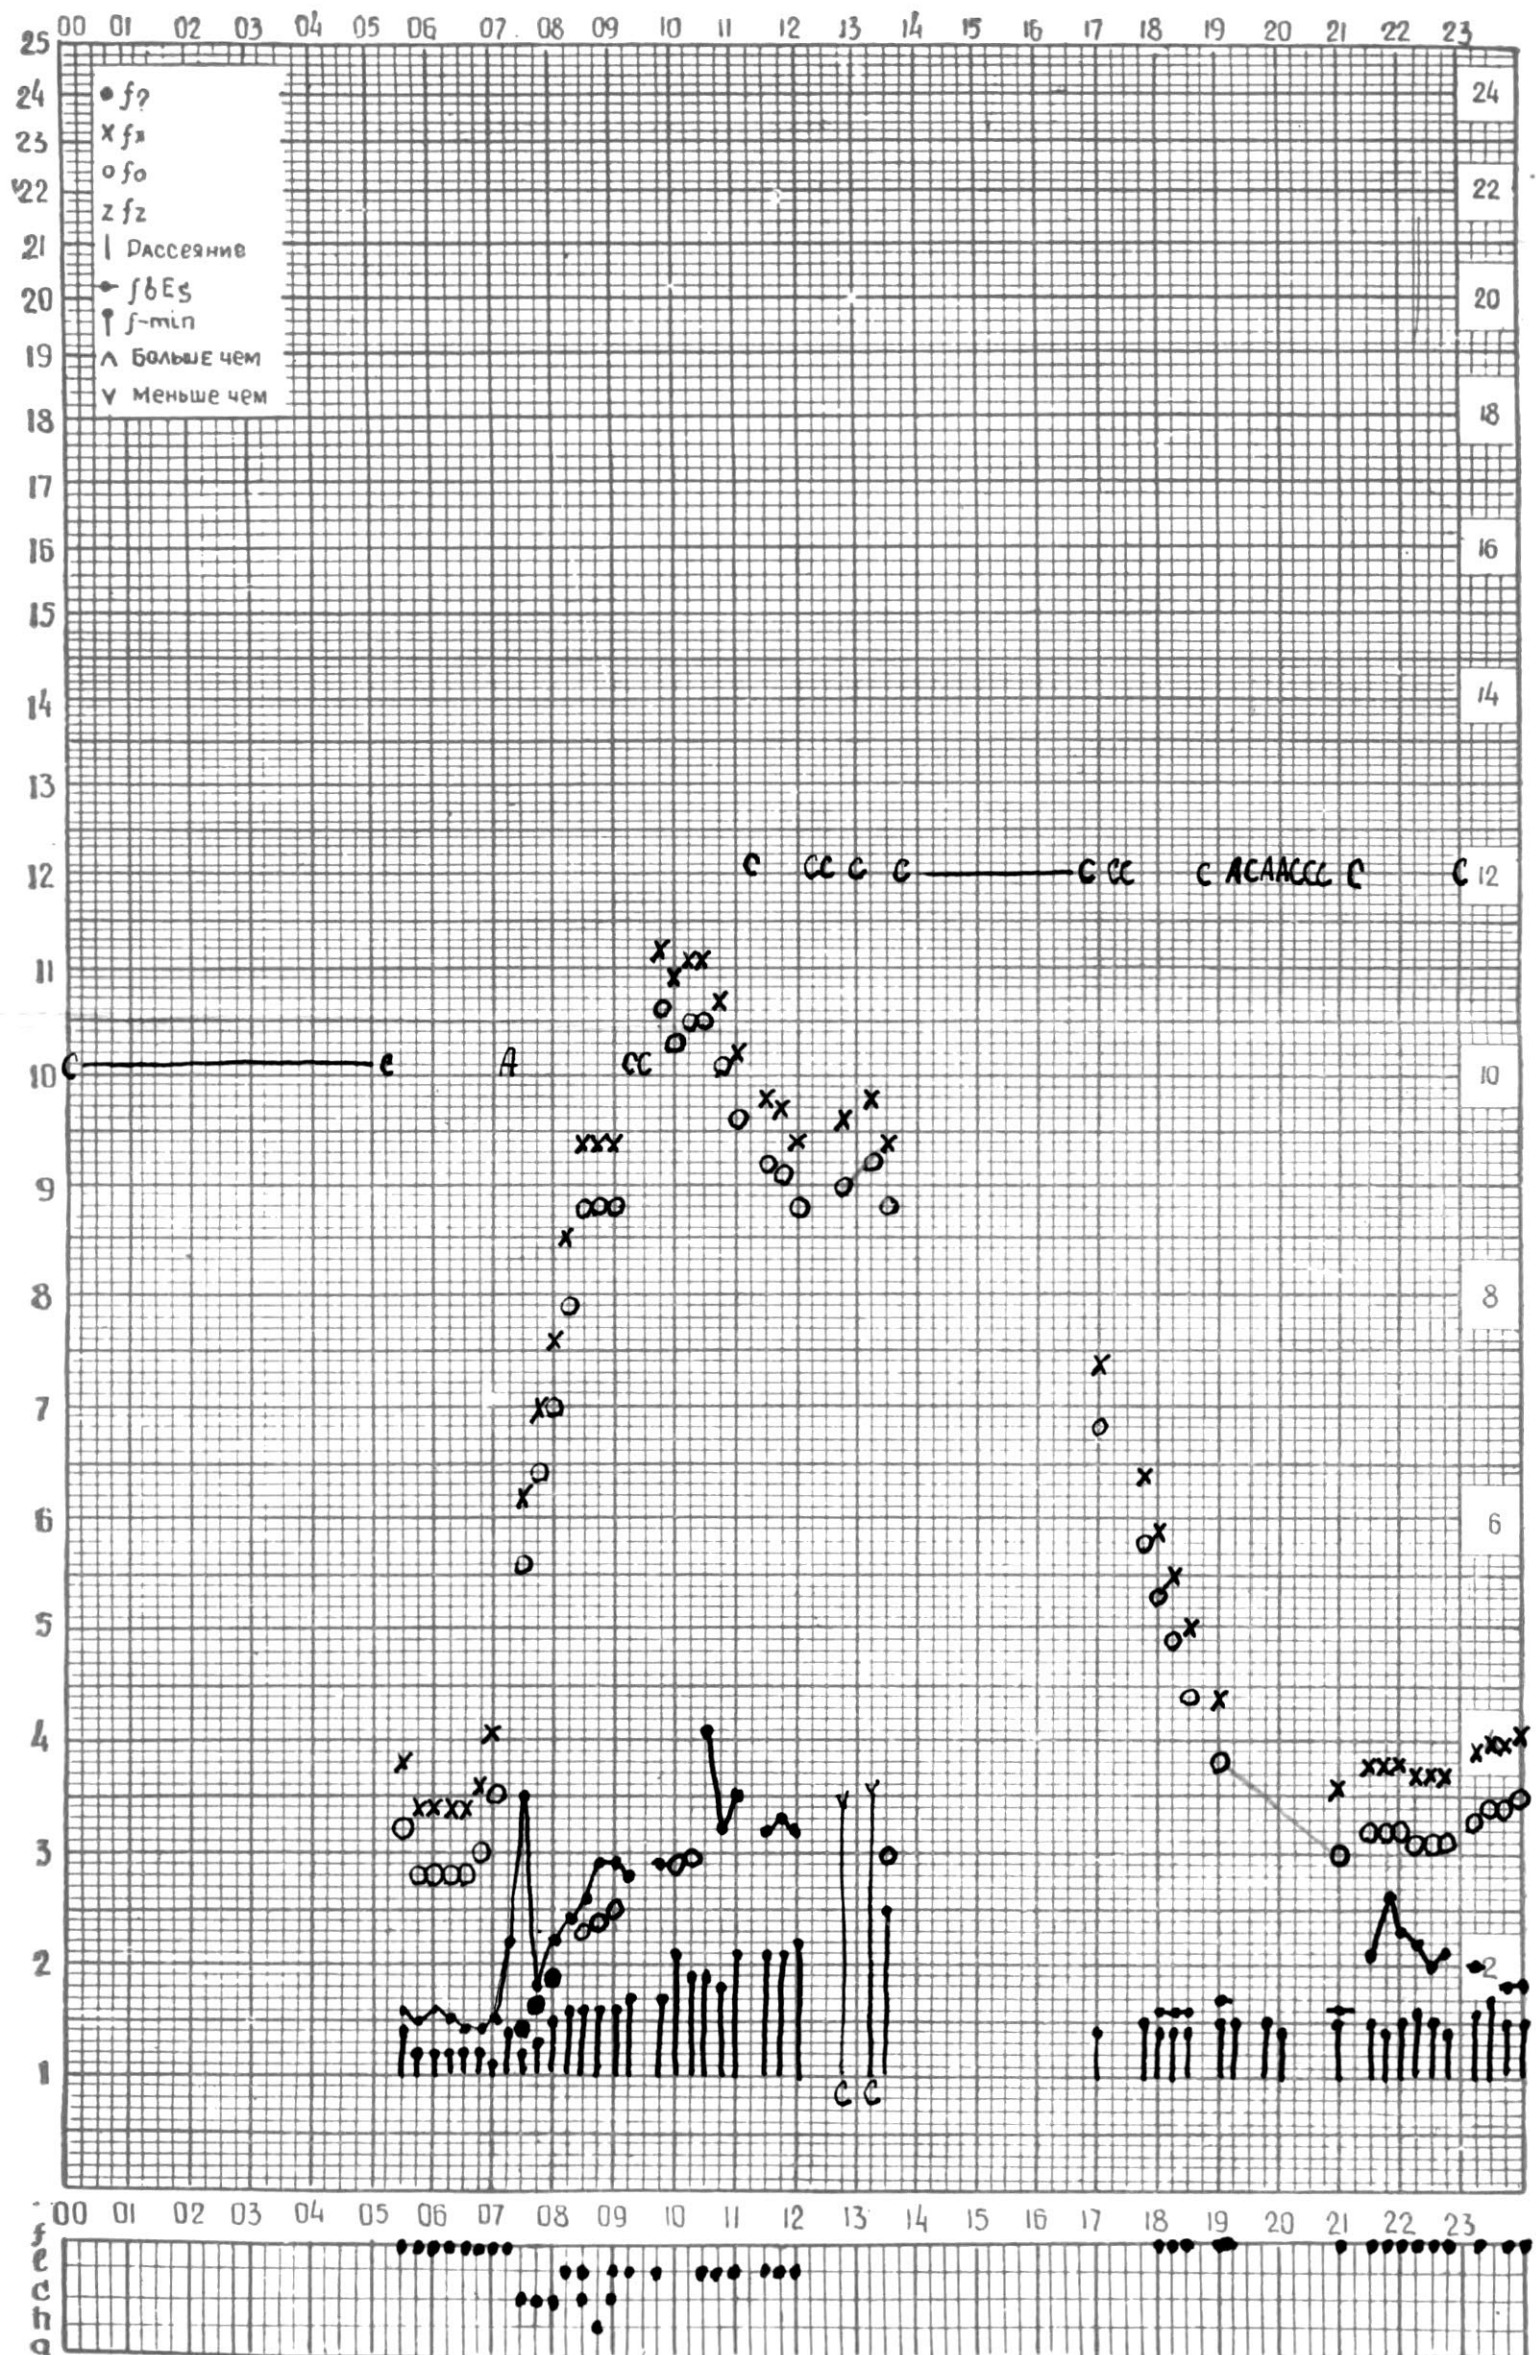 00 01 02 03 04 05 06 07 08 09 10 11 12 13 14 15 16 17 18 19 20 21 22 23
25
24 24
23
22 22
21
20 20
19
18 18
17
16 16
15
14 14
13
12 12
11
10 10
9
8 8
7
6 6
5
4
3
2 2
1
f?
x fx
o fo
z fz
| Рассеяние
fbEs
f-min
^ Больше чем
v Меньше чем
C CC C C C CC C ACAACCC C C
C C A CC
C C
00 01 02 03 04 05 06 07 08 09 10 11 12 13 14 15 16 17 18 19 20 21 22 23
f
l
c
h